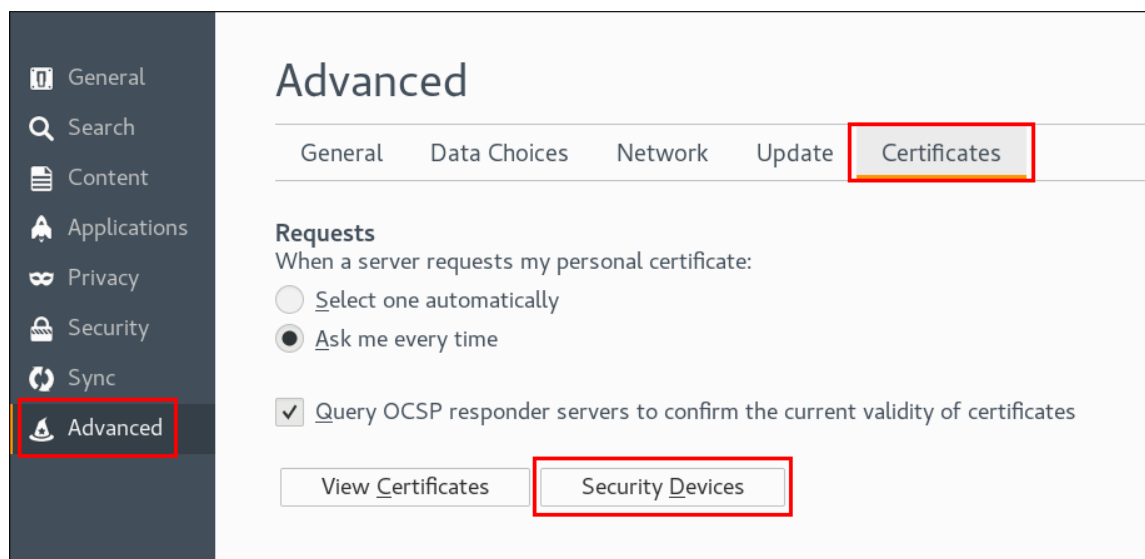 General
Search
Content
Applications
Privacy
Security
Sync
Advanced
Advanced
General Data Choices Network Update Certificates
Requests
When a server requests my personal certificate:
Select one automatically
Ask me every time
Query OCSP responder servers to confirm the current validity of certificates
View Certificates Security Devices